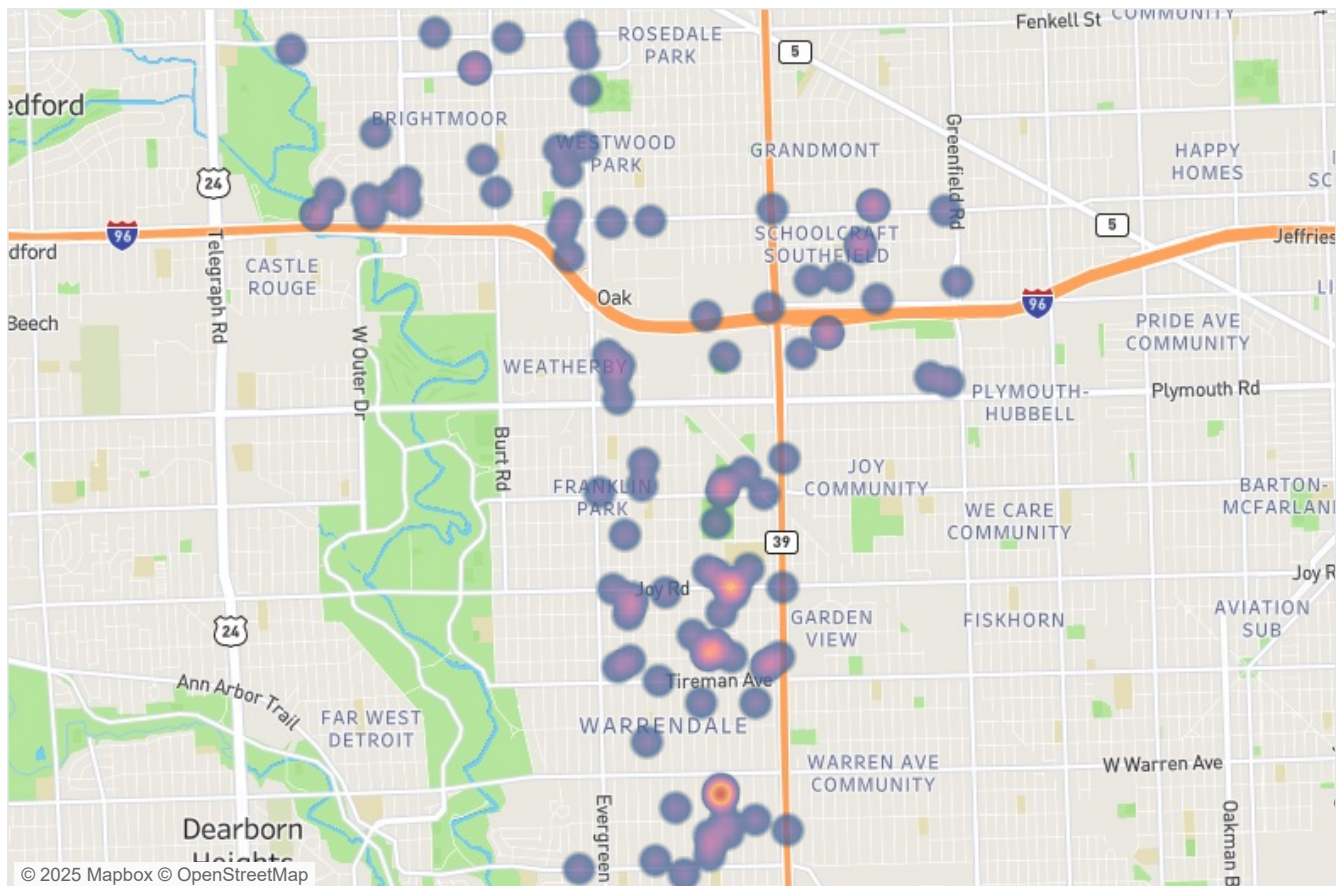 Fenkell St
COMMUNITY
ROSEDALE
PARK
5
edford
BRIGHTMOOR
WESTWOOD
PARK
GRANDMONT
Greenfield Rd
HAPPY
HOMES
SC
24
96
5
dford
Telegraph Rd
SCHOOLCRAFT
SOUTHFIELD
Jeffries
CASTLE
ROUGE
Oak
96
LI
Beech
PRIDE AVE
COMMUNITY
W Outer Dr
WEATHERBY
PLYMOUTH-
HUBBELL
Plymouth Rd
Burt Rd
JOY
COMMUNITY
FRANKLIN
PARK
WE CARE
COMMUNITY
BARTON-
MCFARLAN
39
Joy Rd
Joy R
24
GARDEN
VIEW
FISKHORN
AVIATION
SUB
Ann Arbor Trail
Tireman Ave
FAR WEST
DETROIT
WARRENDALE
WARREN AVE
COMMUNITY
W Warren Ave
Dearborn
Heights
Evergreen
Oakman B
© 2025 Mapbox © OpenStreetMap